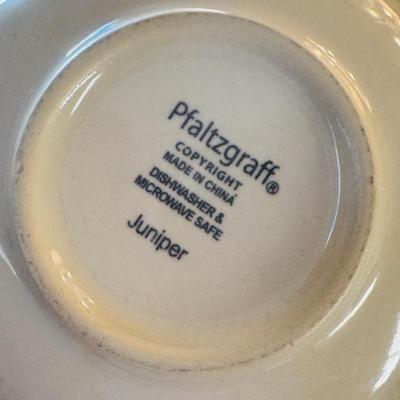 Pfaltzgraff®
COPYRIGHT
MADE IN CHINA
DISHWASHER &
MICROWAVE SAFE
Juniper